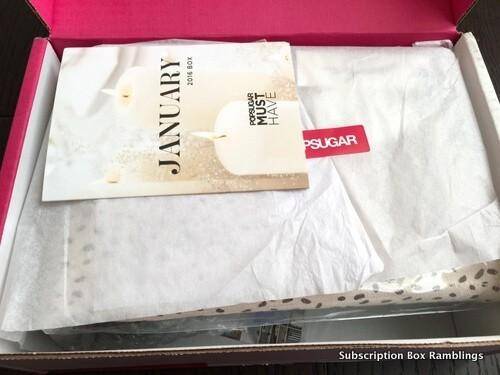 JANUARY
2016 BOX
POPSUGAR
MUST
HAVE
PSUGAR
Subscription Box Ramblings